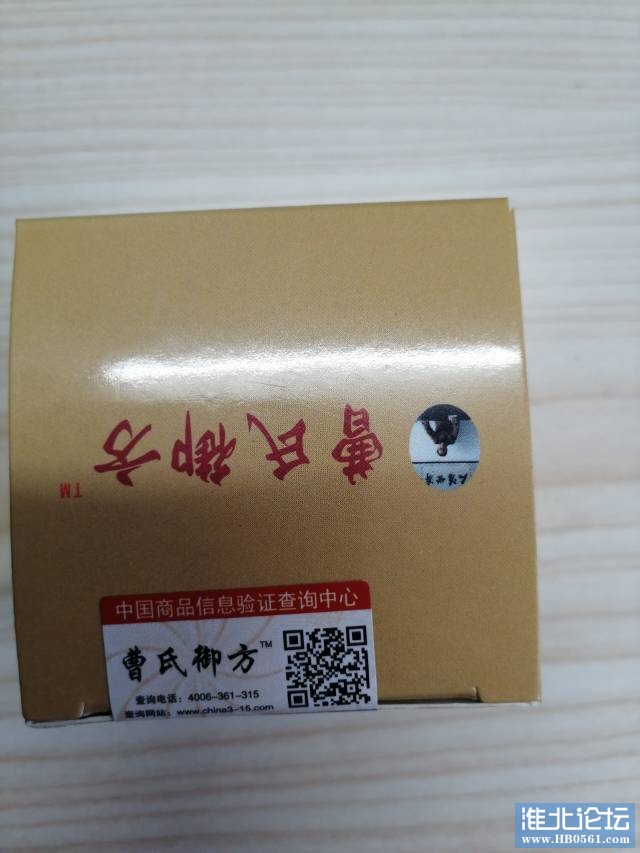 曹氏御方
TM
中国商品信息验证查询中心
曹氏御方™
查询电话：4006-361-315
查询网站：www.china3-15.com
淮北论坛
www.HB0561.com